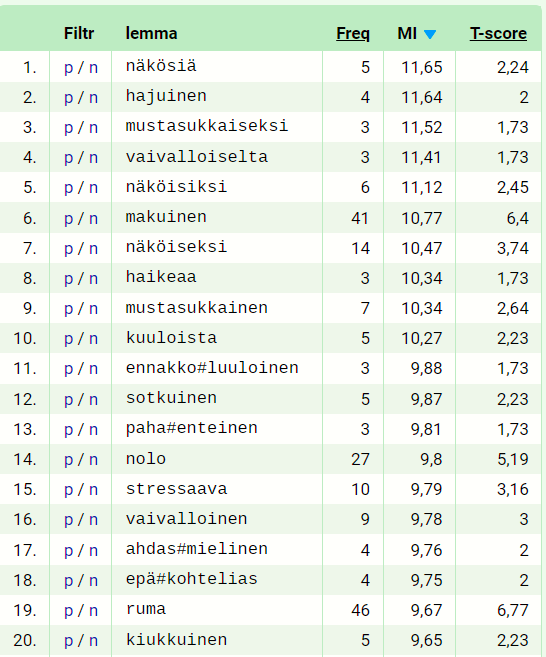 Filtr lemma Freq MI T-score
1. p / n näkösiä 5 11,65 2,24
2. p / n hajuinen 4 11,64 2
3. p / n mustasukkaiseksi 3 11,52 1,73
4. p / n vaivalloiselta 3 11,41 1,73
5. p / n näköisiksi 6 11,12 2,45
6. p / n makuinen 41 10,77 6,4
7. p / n näköiseksi 14 10,47 3,74
8. p / n haikeaa 3 10,34 1,73
9. p / n mustasukkainen 7 10,34 2,64
10. p / n kuuloista 5 10,27 2,23
11. p / n ennakko#luuloinen 3 9,88 1,73
12. p / n sotkuinen 5 9,87 2,23
13. p / n paha#enteinen 3 9,81 1,73
14. p / n nolo 27 9,8 5,19
15. p / n stressaava 10 9,79 3,16
16. p / n vaivalloinen 9 9,78 3
17. p / n ahdas#mielinen 4 9,76 2
18. p / n epä#kohtelias 4 9,75 2
19. p / n ruma 46 9,67 6,77
20. p / n kiukkuinen 5 9,65 2,23